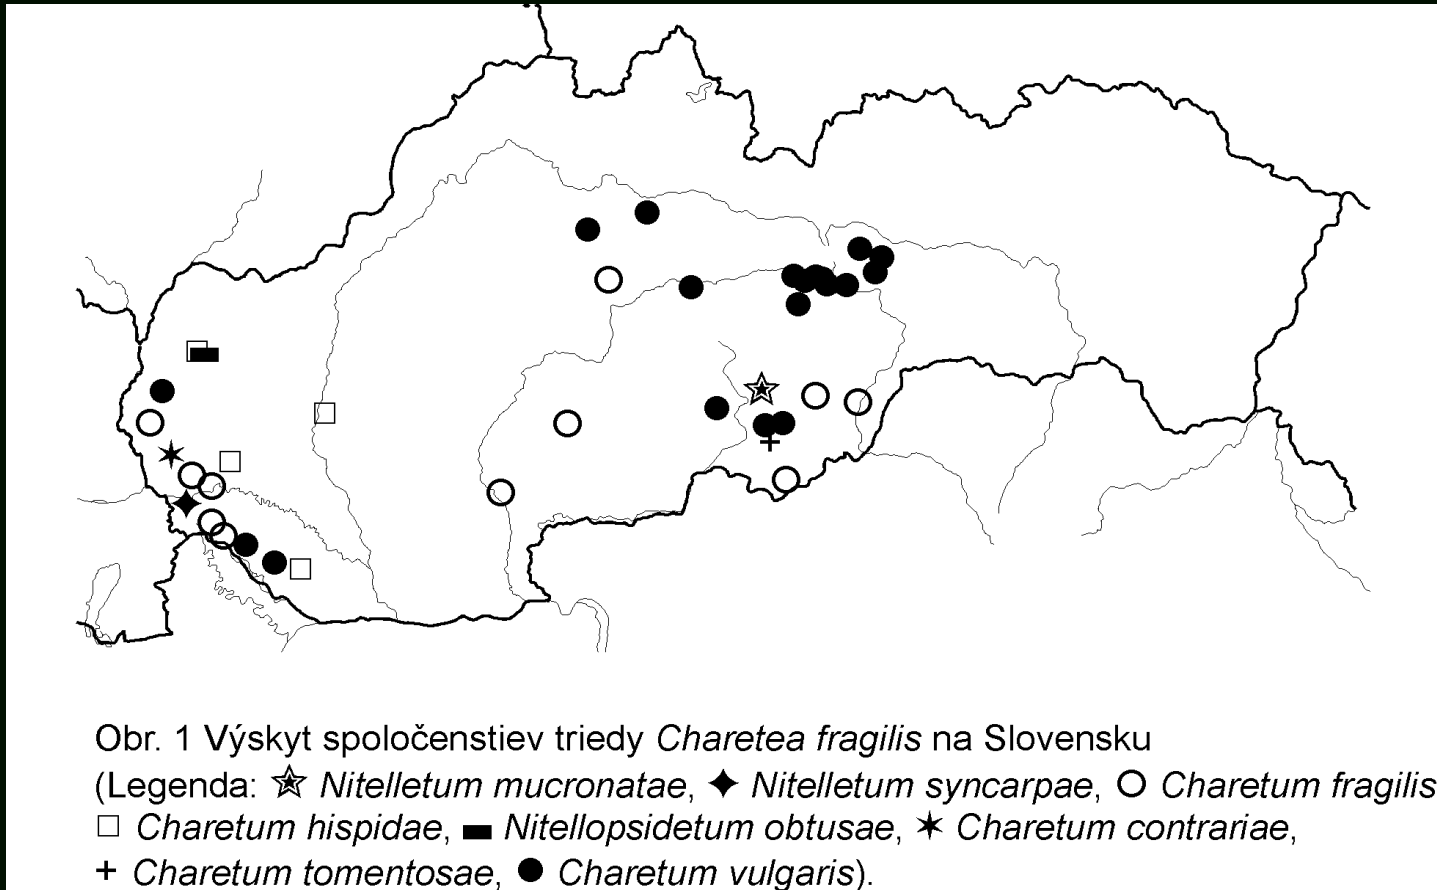 Obr. 1 Výskyt spoločenstiev triedy Charetea fragilis na Slovensku
(Legenda: Nitelletum mucronatae, Nitelletum syncarpae, Charetum fragilis
Charetum hispidae, Nitellopsidetum obtusae, Charetum contrariae,
Charetum tomentosae, Charetum vulgaris).